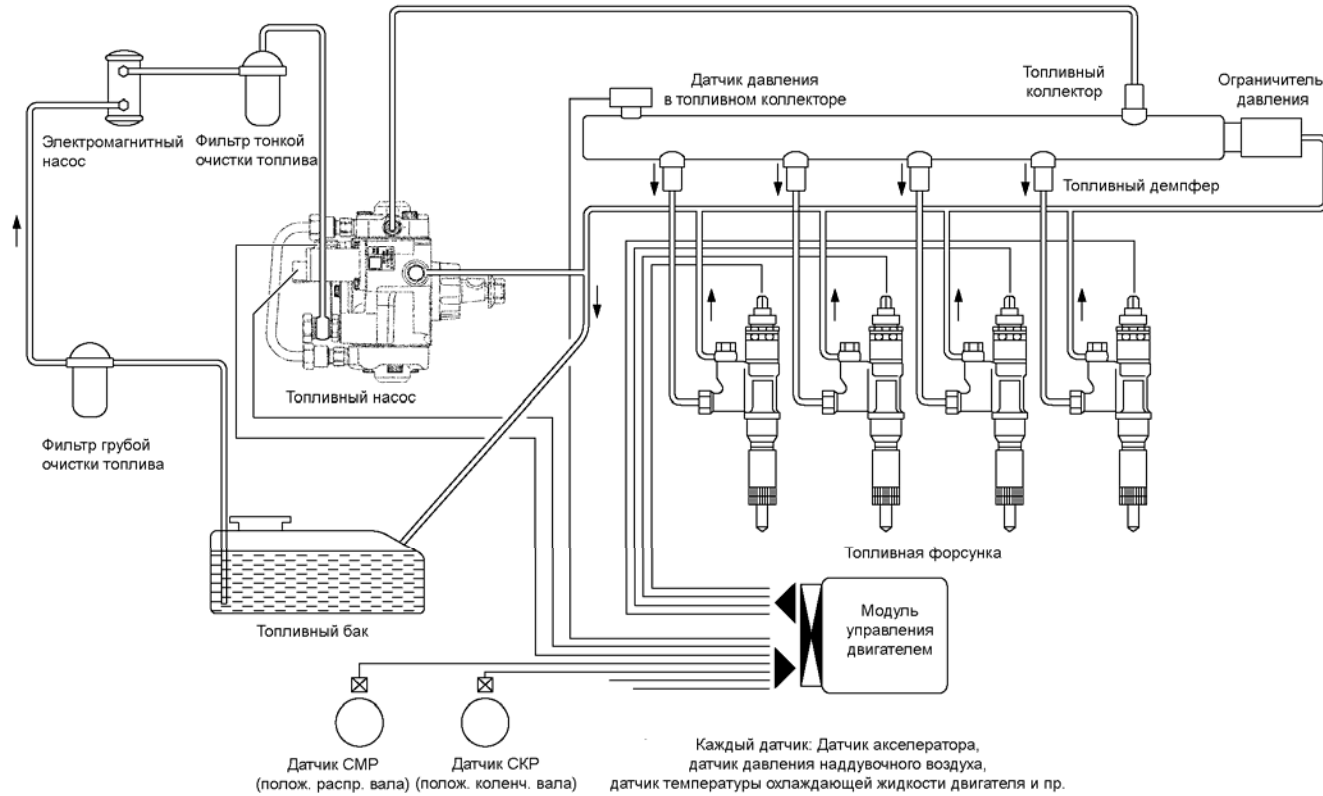 Датчик давления
в топливном коллекторе
Топливный
коллектор
Ограничитель
давления
Электромагнитный
насос
Фильтр тонкой
очистки топлива
Топливный демпфер
Топливный насос
Фильтр грубой
очистки топлива
Топливная форсунка
Топливный бак
Модуль
управления
двигателем
Датчик CMP
(полож. распр. вала)
Датчик СКР
(полож. коленч. вала)
Каждый датчик: Датчик акселератора,
датчик давления наддувочного воздуха,
датчик температуры охлаждающей жидкости двигателя и пр.